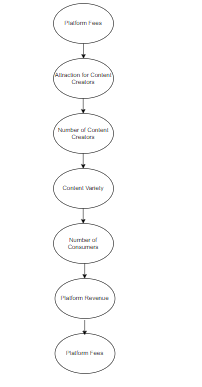 Platform Fees
Attraction for Content
Creators
Number of Content
Creators
Content Variety
Number of
Consumers
Platform Revenue
Platform Fees